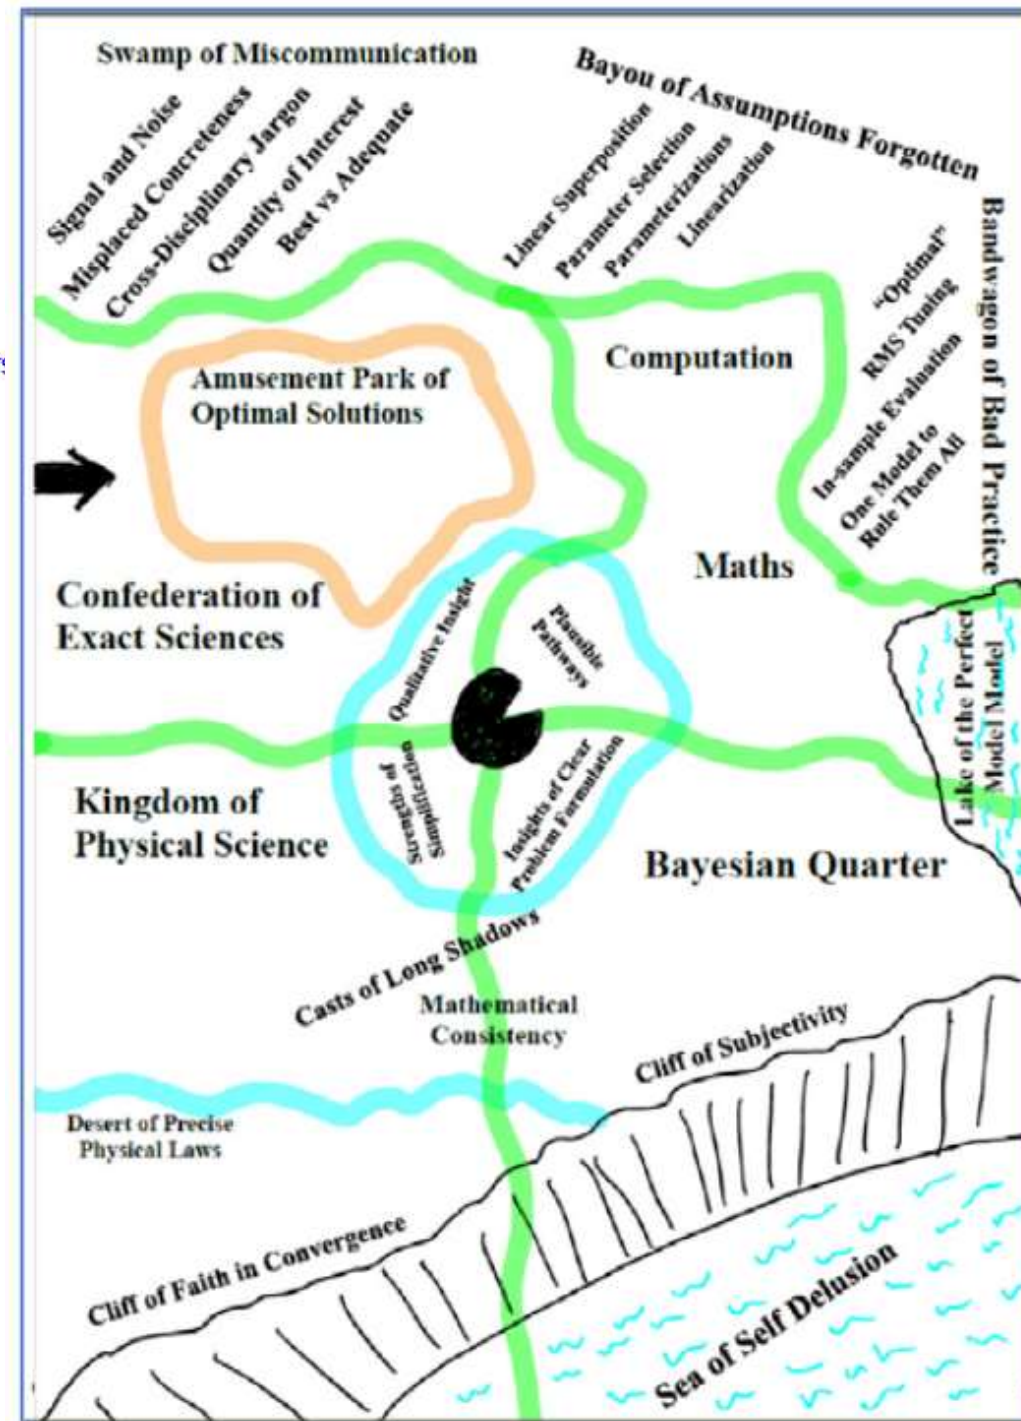 Swamp of Miscommunication
Signal and Noise
Misplaced Concreteness
Cross-Disciplinary Jargon
Quantity of Interest
Best vs Adequate
Bayou of Assumptions Forgotten
Linear Superposition
Parameter Selection
Parameterizations
Linearization
Bandwagon of Bad Practice
“Optimal”
RMS Tuning
In-sample Evaluation
One Model to
Rule Them All
Computation
Amusement Park of
Optimal Solutions
Maths
Confederation of
Exact Sciences
Qualitative Insight
Plausible
Pathways
Lake of the Perfect
Model Model
Strengths of
Simplification
Insights of Clear
Problem Formulation
Kingdom of
Physical Science
Bayesian Quarter
Casts of Long Shadows
Mathematical
Consistency
Cliff of Subjectivity
Desert of Precise
Physical Laws
Cliff of Faith in Convergence
Sea of Self Delusion